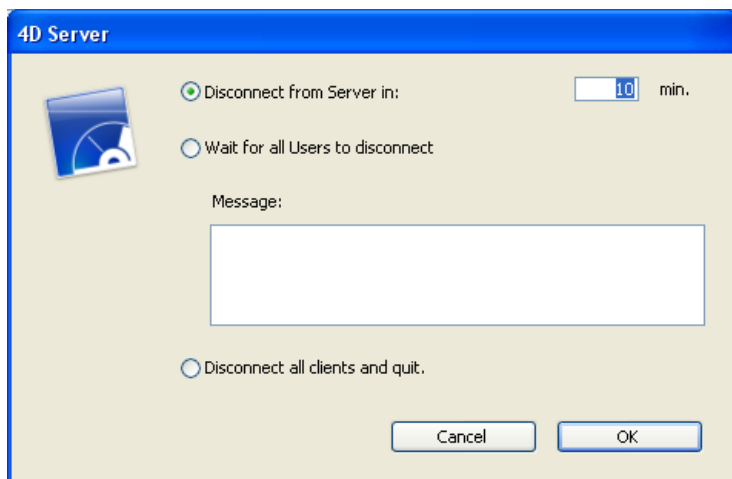 4D Server
Disconnect from Server in: 10 min.
Wait for all Users to disconnect
Message:
Disconnect all clients and quit.
Cancel OK